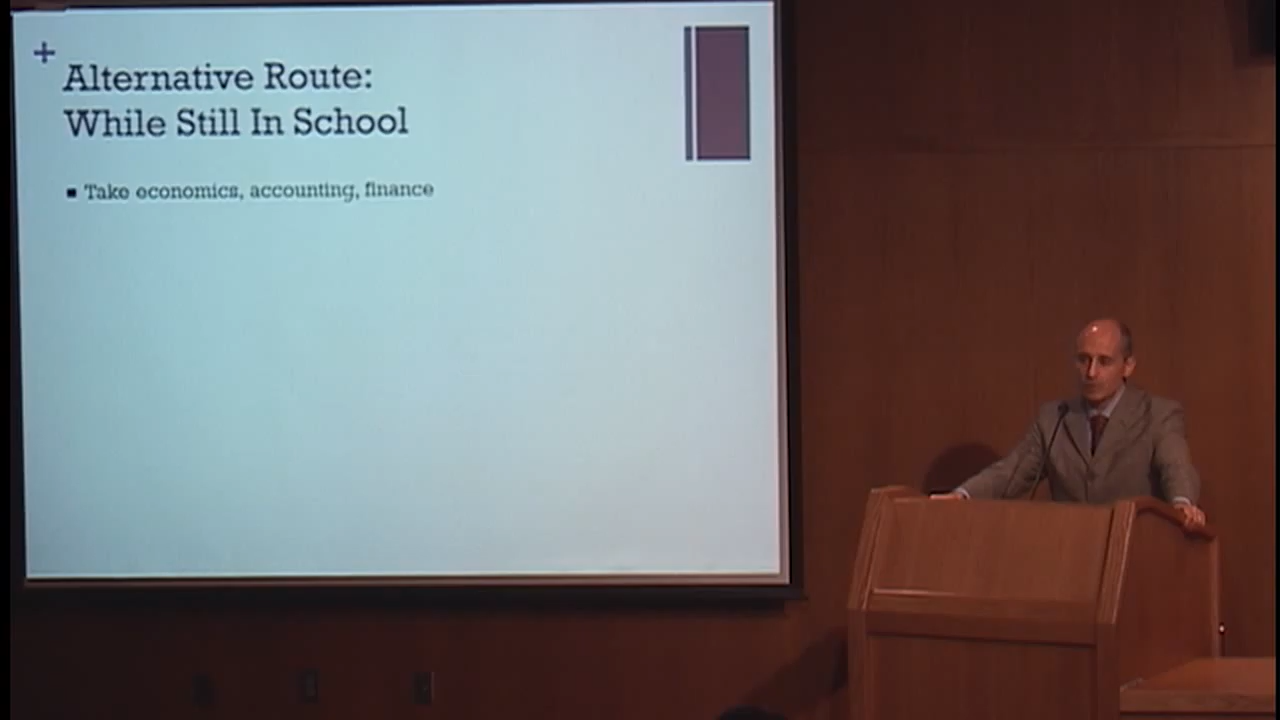 +
Alternative Route:
While Still In School
▪ Take economics, accounting, finance